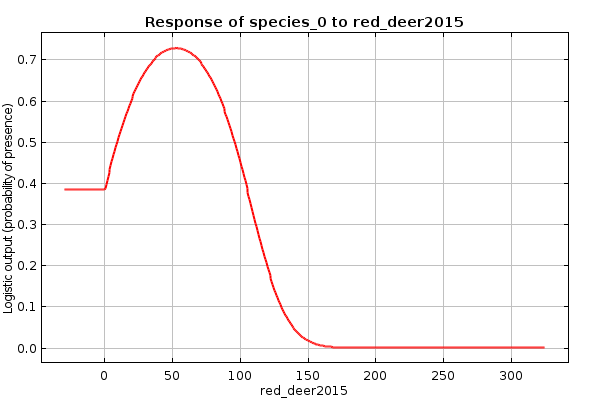 Response of species_0 to red_deer2015
Logistic output (probability of presence)
0.7
0.6
0.5
0.4
0.3
0.2
0.1
0.0
0 50 100 150 200 250 300
red_deer2015